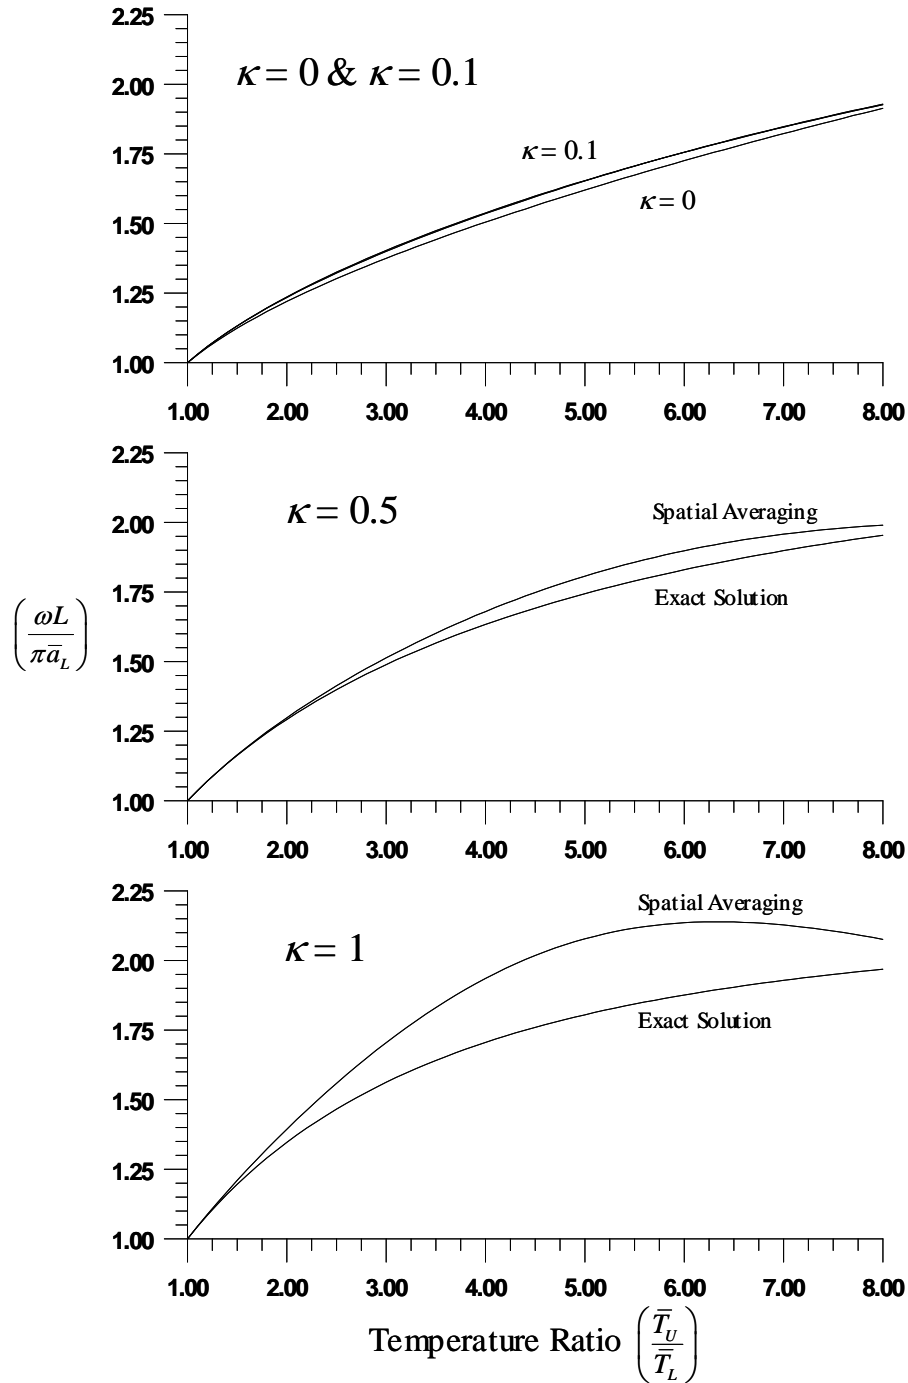 2.25
κ = 0 & κ = 0.1
2.00
1.75
κ = 0.1
κ = 0
1.50
1.25
1.00
1.00 2.00 3.00 4.00 5.00 6.00 7.00 8.00
2.25
κ = 0.5
Spatial Averaging
2.00
1.75
Exact Solution
(ωL / πā_L)
1.50
1.25
1.00
1.00 2.00 3.00 4.00 5.00 6.00 7.00 8.00
2.25
Spatial Averaging
κ = 1
2.00
1.75
Exact Solution
1.50
1.25
1.00
1.00 2.00 3.00 4.00 5.00 6.00 7.00 8.00
Temperature Ratio (T̄_U / T̄_L)